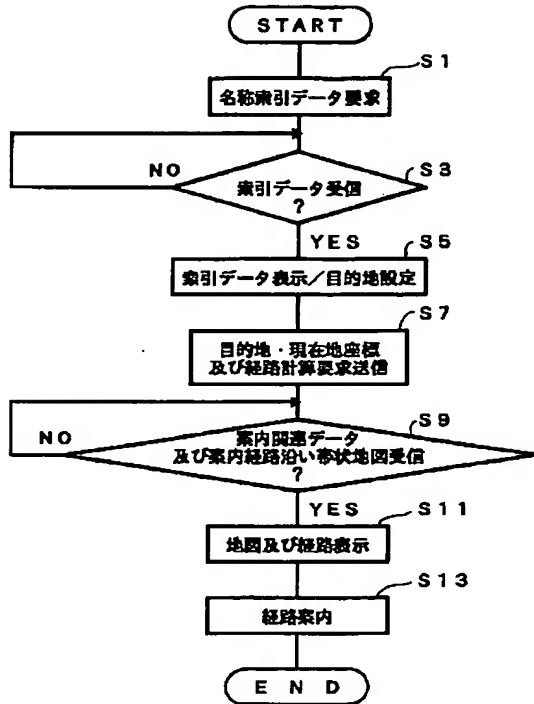 START
S1
名称索引データ要求
S3
NO
索引データ受信
?
YES
S5
索引データ表示／目的地設定
S7
目的地・現在地座標
及び経路計算要求送信
S9
NO
案内関連データ
及び案内経路沿い帯状地図受信
?
YES
S11
地図及び経路表示
S13
経路案内
END